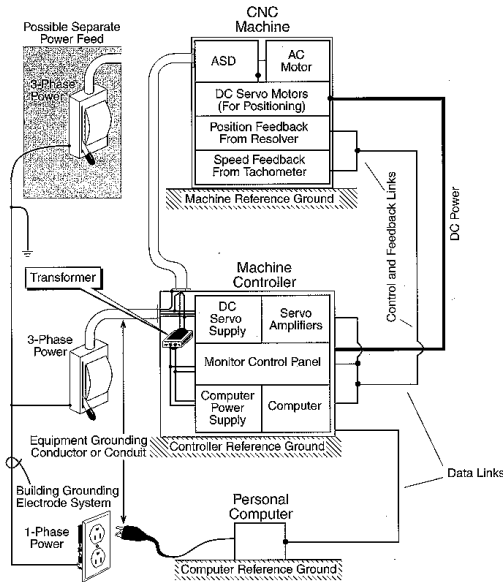 CNC
Machine
Possible Separate
Power Feed
3-Phase
Power
ASD
AC
Motor
DC Servo Motors
(For Positioning)
Position Feedback
From Resolver
Speed Feedback
From Tachometer
Machine Reference Ground
Control and Feedback Links
DC Power
Transformer
Machine
Controller
3-Phase
Power
DC
Servo
Supply
Servo
Amplifiers
Monitor Control Panel
Computer
Power
Supply
Computer
Controller Reference Ground
Equipment Grounding
Conductor or Conduit
Data Links
Building Grounding
Electrode System
1-Phase
Power
Personal
Computer
Computer Reference Ground